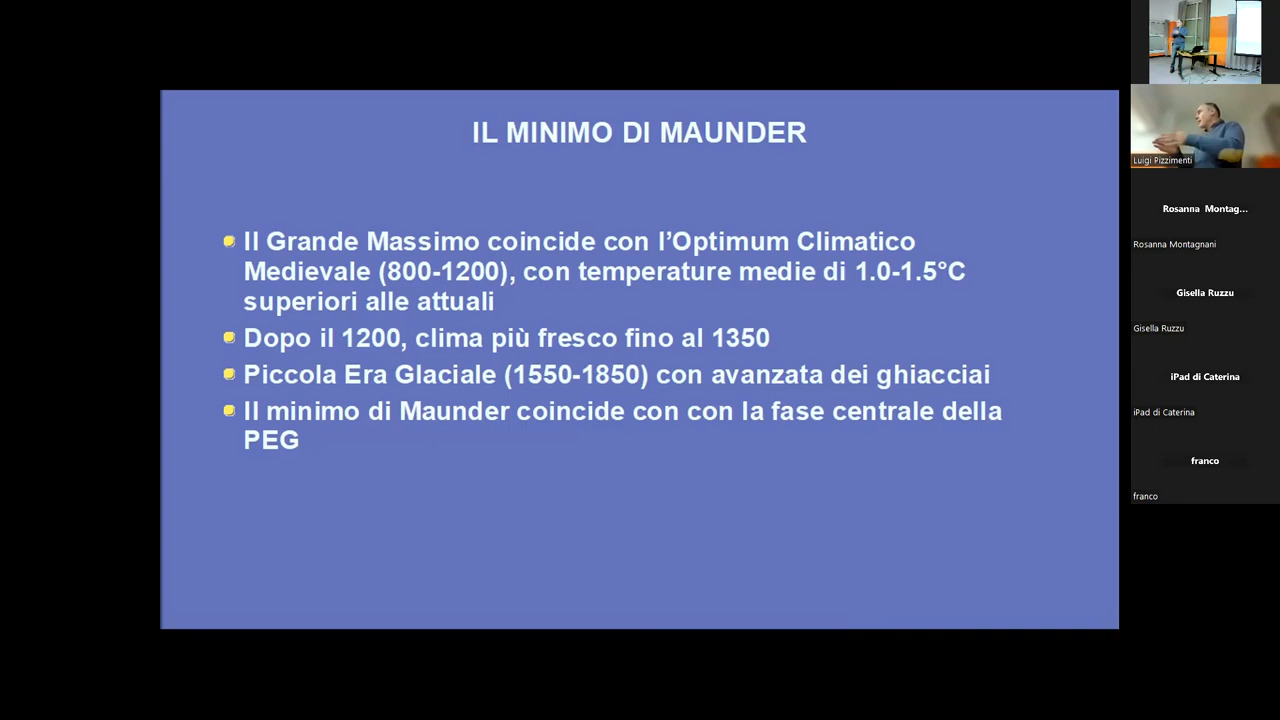 IL MINIMO DI MAUNDER
Il Grande Massimo coincide con l’Optimum Climatico
Medievale (800-1200), con temperature medie di 1.0-1.5°C
superiori alle attuali
Dopo il 1200, clima più fresco fino al 1350
Piccola Era Glaciale (1550-1850) con avanzata dei ghiacciai
Il minimo di Maunder coincide con con la fase centrale della
PEG
Luigi Pizzimenti
Rosanna Montag...
Rosanna Montagnani
Gisella Ruzzu
Gisella Ruzzu
iPad di Caterina
iPad di Caterina
franco
franco